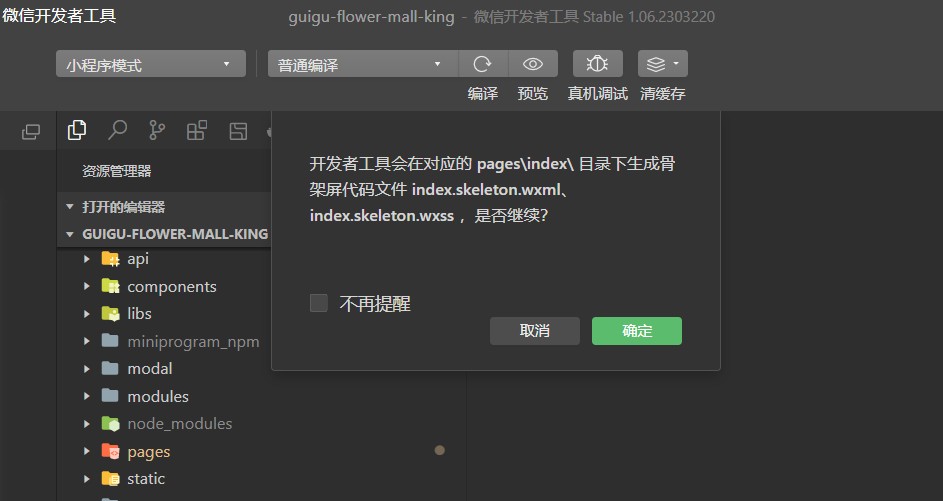 微信开发者工具
guigu-flower-mall-king - 微信开发者工具 Stable 1.06.2303220
小程序模式
普通编译
编译 预览 真机调试 清缓存
资源管理器
打开的编辑器
GUIGU-FLOWER-MALL-KING
api
components
libs
miniprogram_npm
modal
modules
node_modules
pages
static
开发者工具会在对应的 pages\index\ 目录下生成骨
架屏代码文件 index.skeleton.wxml、
index.skeleton.wxss ，是否继续？
不再提醒
取消 确定